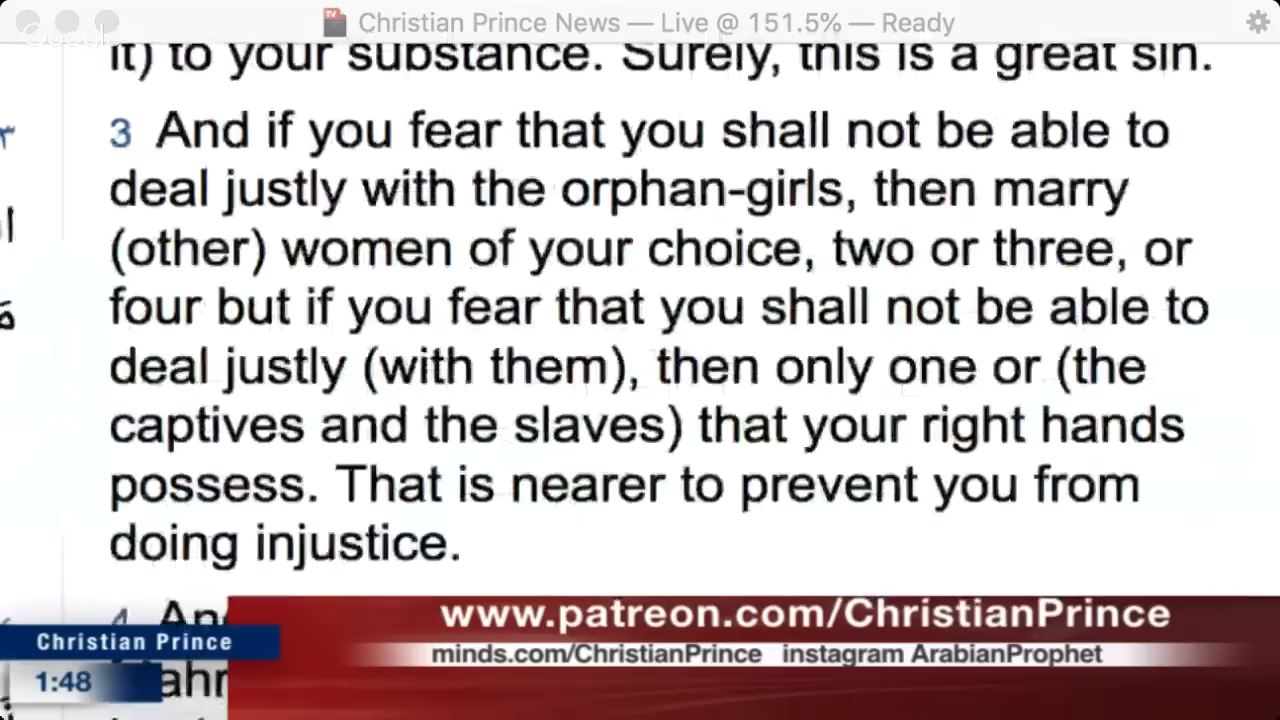 Christian Prince News — Live @ 151.5% — Ready
Google
it) to your substance. Surely, this is a great sin.
3 And if you fear that you shall not be able to
deal justly with the orphan-girls, then marry
(other) women of your choice, two or three, or
four but if you fear that you shall not be able to
deal justly (with them), then only one or (the
captives and the slaves) that your right hands
possess. That is nearer to prevent you from
doing injustice.
4
www.patreon.com/ChristianPrince
Christian Prince
minds.com/ChristianPrince instagram ArabianProphet
1:48